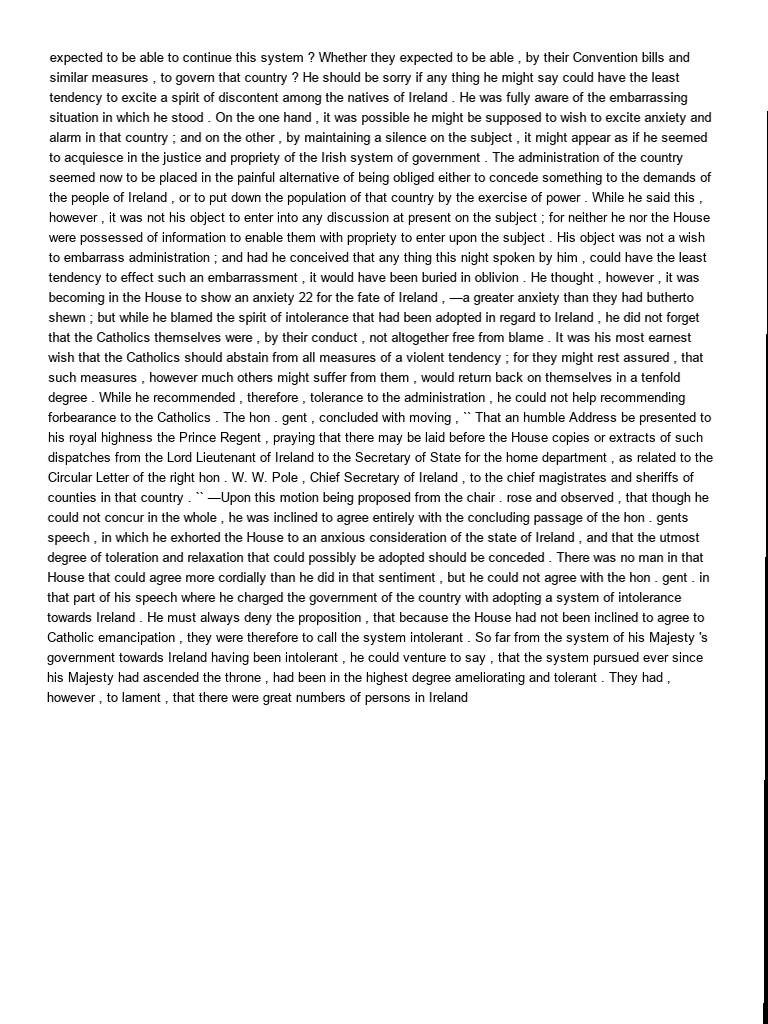 expected to be able to continue this system ? Whether they expected to be able , by their Convention bills and
similar measures , to govern that country ? He should be sorry if any thing he might say could have the least
tendency to excite a spirit of discontent among the natives of Ireland . He was fully aware of the embarrassing
situation in which he stood . On the one hand , it was possible he might be supposed to wish to excite anxiety and
alarm in that country ; and on the other , by maintaining a silence on the subject , it might appear as if he seemed
to acquiesce in the justice and propriety of the Irish system of government . The administration of the country
seemed now to be placed in the painful alternative of being obliged either to concede something to the demands of
the people of Ireland , or to put down the population of that country by the exercise of power . While he said this ,
however , it was not his object to enter into any discussion at present on the subject ; for neither he nor the House
were possessed of information to enable them with propriety to enter upon the subject . His object was not a wish
to embarrass administration ; and had he conceived that any thing this night spoken by him , could have the least
tendency to effect such an embarrassment , it would have been buried in oblivion . He thought , however , it was
becoming in the House to show an anxiety 22 for the fate of Ireland , —a greater anxiety than they had butherto
shewn ; but while he blamed the spirit of intolerance that had been adopted in regard to Ireland , he did not forget
that the Catholics themselves were , by their conduct , not altogether free from blame . It was his most earnest
wish that the Catholics should abstain from all measures of a violent tendency ; for they might rest assured , that
such measures , however much others might suffer from them , would return back on themselves in a tenfold
degree . While he recommended , therefore , tolerance to the administration , he could not help recommending
forbearance to the Catholics . The hon . gent , concluded with moving , `` That an humble Address be presented to
his royal highness the Prince Regent , praying that there may be laid before the House copies or extracts of such
dispatches from the Lord Lieutenant of Ireland to the Secretary of State for the home department , as related to the
Circular Letter of the right hon . W. W. Pole , Chief Secretary of Ireland , to the chief magistrates and sheriffs of
counties in that country . `` —Upon this motion being proposed from the chair . rose and observed , that though he
could not concur in the whole , he was inclined to agree entirely with the concluding passage of the hon . gents
speech , in which he exhorted the House to an anxious consideration of the state of Ireland , and that the utmost
degree of toleration and relaxation that could possibly be adopted should be conceded . There was no man in that
House that could agree more cordially than he did in that sentiment , but he could not agree with the hon . gent . in
that part of his speech where he charged the government of the country with adopting a system of intolerance
towards Ireland . He must always deny the proposition , that because the House had not been inclined to agree to
Catholic emancipation , they were therefore to call the system intolerant . So far from the system of his Majesty 's
government towards Ireland having been intolerant , he could venture to say , that the system pursued ever since
his Majesty had ascended the throne , had been in the highest degree ameliorating and tolerant . They had ,
however , to lament , that there were great numbers of persons in Ireland